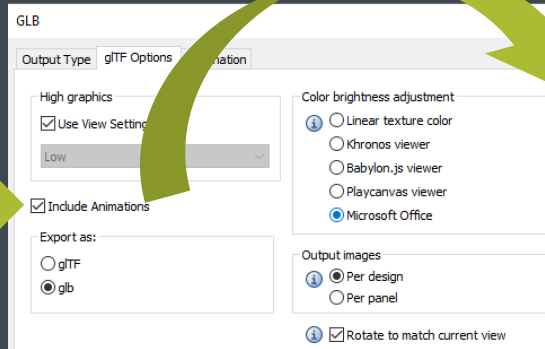 GLB
Output Type glTF Options
High graphics
Use View
Low
Include Animations
Export as:
glTF
glb
Color brightness adjustment
Linear texture color
Khronos viewer
Babylon.js viewer
Playcanvas viewer
Microsoft Office
Output images
Per design
Per panel
Rotate to match current view